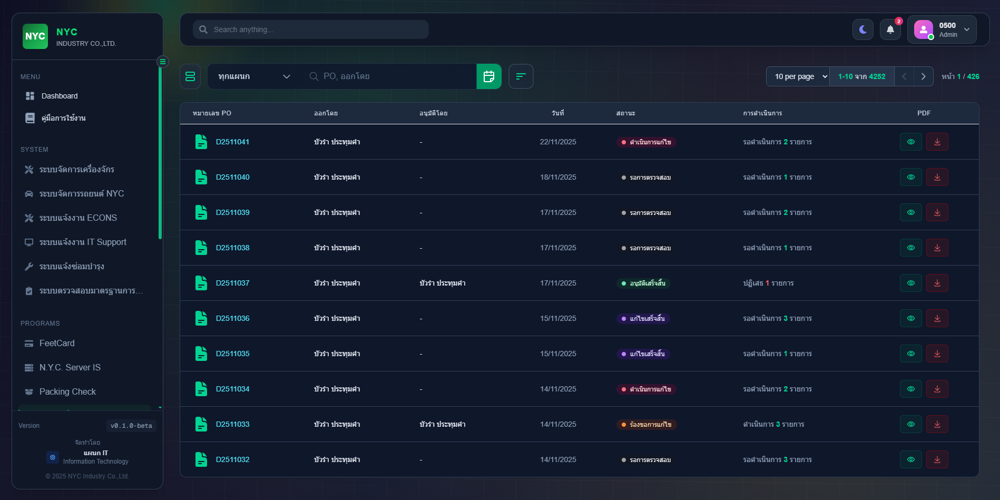 NYC
NYC
INDUSTRY CO.,LTD.
MENU
Dashboard
คู่มือการใช้งาน
SYSTEM
ระบบจัดการเครื่องจักร
ระบบจัดการรถยนต์ NYC
ระบบแจ้งงาน ECONS
ระบบแจ้งงาน IT Support
ระบบแจ้งซ่อมบำรุง
ระบบตรวจสอบมาตรฐานการ...
PROGRAMS
FeetCard
N.Y.C. Server IS
Packing Check
Version v0.1.0-beta
จัดทำโดย
แผนก IT
Information Technology
© 2025 NYC Industry Co.,Ltd.
Search anything...
2
0500
Admin
ทุกแผนก PO, ออกโดย
10 per page 1-10 จาก 4252 หน้า 1 / 426
หมายเลข PO ออกโดย อนุมัติโดย วันที่ สถานะ การดำเนินการ PDF
D2511041 บัวรำ ประทุมคำ - 22/11/2025 ดำเนินการแก้ไข รอดำเนินการ 2 รายการ
D2511040 บัวรำ ประทุมคำ - 18/11/2025 รอการตรวจสอบ รอดำเนินการ 1 รายการ
D2511039 บัวรำ ประทุมคำ - 17/11/2025 รอการตรวจสอบ รอดำเนินการ 2 รายการ
D2511038 บัวรำ ประทุมคำ - 17/11/2025 รอการตรวจสอบ รอดำเนินการ 1 รายการ
D2511037 บัวรำ ประทุมคำ บัวรำ ประทุมคำ 17/11/2025 อนุมัติเสร็จสิ้น ปฏิเสธ 1 รายการ
D2511036 บัวรำ ประทุมคำ - 15/11/2025 แก้ไขเสร็จสิ้น รอดำเนินการ 3 รายการ
D2511035 บัวรำ ประทุมคำ - 15/11/2025 แก้ไขเสร็จสิ้น รอดำเนินการ 1 รายการ
D2511034 บัวรำ ประทุมคำ - 14/11/2025 ดำเนินการแก้ไข รอดำเนินการ 2 รายการ
D2511033 บัวรำ ประทุมคำ บัวรำ ประทุมคำ 14/11/2025 ร้องขอการแก้ไข ดำเนินการ 3 รายการ
D2511032 บัวรำ ประทุมคำ - 14/11/2025 รอการตรวจสอบ รอดำเนินการ 3 รายการ